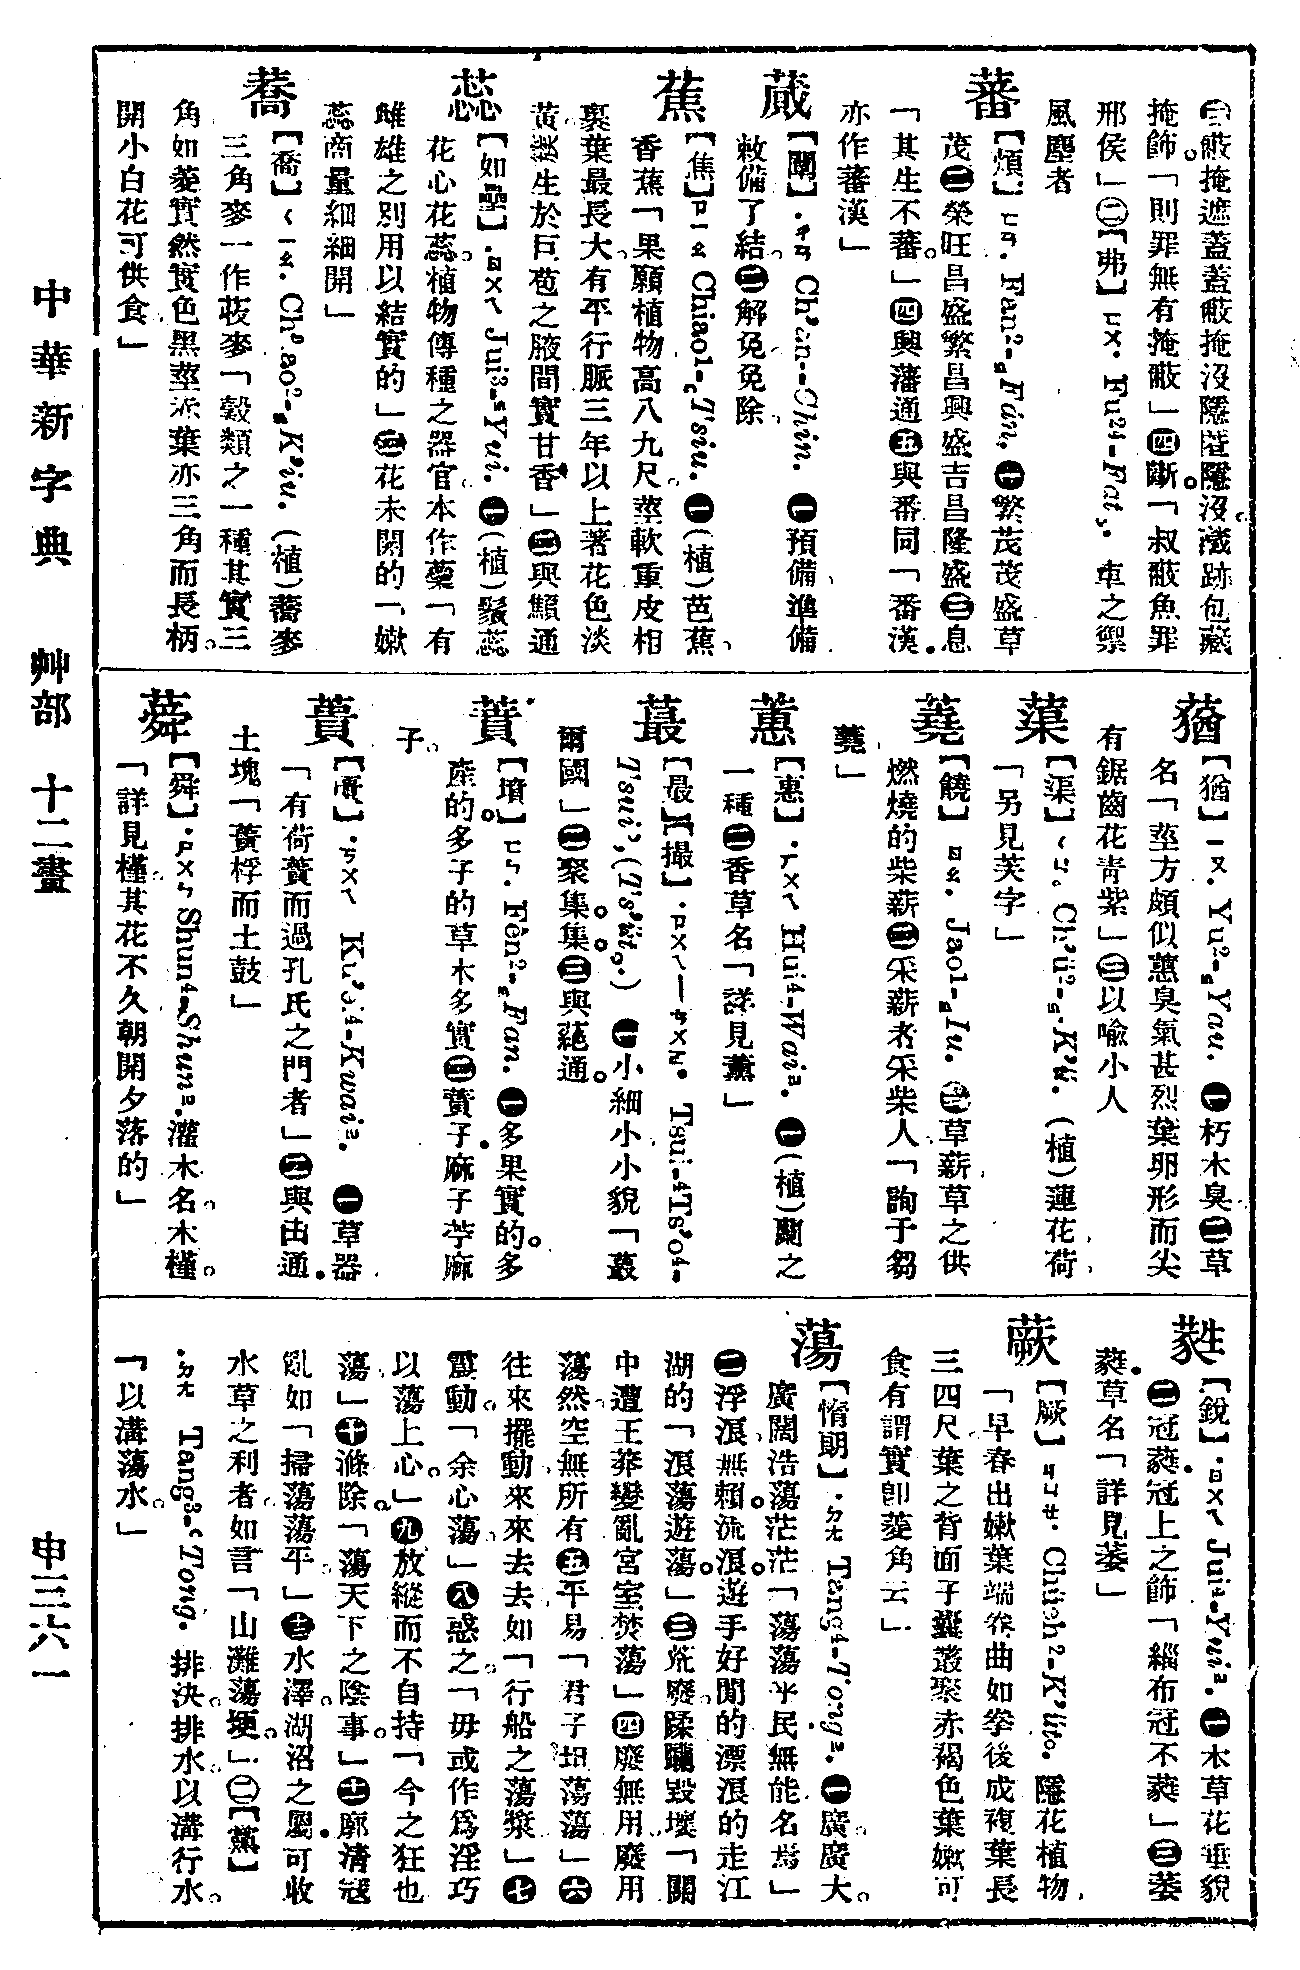 中華新字典　艸部　十二畫　申三六一
㊂蔽掩遮蓋蓋蔽掩沒隱匿隱沒滅跡包藏
掩飾「則罪無有掩蔽」㊃斷「叔蔽魚罪
邢侯」㈡【弗】ㄈㄨ. Fu²⁴-Fat, 車之禦
風塵者
蕃
【煩】ㄈㄢ. Fan²-Fán. ㊀繁茂茂盛草
茂㊁榮旺昌盛繁昌興盛吉昌隆盛㊂息
「其生不蕃」㊃與藩通㊄與番同「番漢
亦作蕃漢」
蕆
【闡】.ㄔㄢ Ch'an--Chin. ㊀預備準備
敕備了結㊁解免免除
蕉
【焦】ㄐㄧㄠ Chiao¹-Tsiu. ㊀(植)芭蕉
香蕉「果願植物高八九尺莖軟重皮相
裹葉最長大有平行脈三年以上著花色淡
黃簇生於巨苞之腋間實甘香」㊁與顦通
蕊
【如壘】.ㄖㄨㄟ Jui³-Yui. ㊀(植)鬚蕊
花心花蕊植物傳種之器官本作蘂「有
雌雄之別用以結實的」㊁花未開的「嫰
蕊商量細細開」
蕎
【喬】ㄑㄧㄠ. Ch'ao²-K'iu. (植)蕎麥
三角麥一作荍麥「穀類之一種其實三
角如菱實然實色黑莖赤葉亦三角而長柄
開小白花可供食」
蕕
【猶】ㄧㄡ. Yu²-Yau. ㊀朽木臭㊁草
名「莖方頗似蕙臭氣甚烈葉卵形而尖
有鋸齒花青紫」㊂以喩小人
蕖
【渠】ㄑㄩ. Ch'ü²-K'ü. (植)蓮花荷
「另見芙字」
蕘
【饒】ㄖㄠ. Jao¹-Iu. ㊀草薪草之供
燃燒的柴薪㊁采薪者采柴人「詢于芻
蕘」
蕙
【惠】.ㄏㄨㄟ Hui⁴-Wai². ㊀(植)蘭之
一種㊁香草名「詳見薰」
蕞
【最】【撮】.ㄗㄨㄟ—ㄘㄨㄛ. Tsui-⁴Ts'o⁴-
Tsui,(Ts'üt。) ㊀小細小小貌「蕞
爾國」㊁聚集集㊂與蕝通
蕡
【墳】ㄈㄣ. Fên²-Fan. ㊀多果實的多
產的多子的草木多實㊁蕡子麻子苧麻
子
蕢
【匱】.ㄎㄨㄟ Ku'ei⁴-Kwai². ㊀草器
「有荷蕢而過孔氏之門者」㊁與凷通
土塊「蕢桴而土鼓」
蕣
【舜】.ㄕㄨㄣ Shun⁴-Shun². 灌木名木槿
「詳見槿其花不久朝開夕落的」
蕤
【銳】.ㄖㄨㄟ Jui⁴-Yui². ㊀木草花垂貌
蕤草名「詳見萎」㊁冠蕤冠上之飾「緇布冠不蕤」㊂萎
蕨
【厥】ㄐㄩㄝ. Chüeh²-K'üto. 隱花植物
「早春出嫩葉端卷曲如拳後成複葉長
三四尺葉之背面子囊叢聚赤褐色葉嫩可
食有謂實卽菱角云」
蕩
【惰朗】.ㄉㄤ Tang⁴-Tong². ㊀廣廣大
廣闊浩蕩茫茫「蕩蕩乎民無能名焉」
㊁浮浪無賴流浪遊手好閒的漂浪的走江
湖的「浪蕩遊蕩」㊂荒廢蹂躪毀壞「關
中遭王莽變亂宮室焚蕩」㊃廢無用廢用
蕩然空無所有㊄平易「君子坦蕩蕩」㊅
往來擺動來來去去如「行船之蕩槳」㊆
震動「余心蕩」㊇惑之「毋或作爲淫巧
以蕩上心」㊈放縱而不自持「今之狂也
蕩」㊉滌除「蕩天下之陰事」⑪廓清寇
亂如「掃蕩蕩平」⑫水澤湖沼之屬可收
水草之利者如言「山灘蕩埂」㈡【黨】
.ㄉㄤ Tang³-Tong. 排決排水以溝行水
「以溝蕩水」